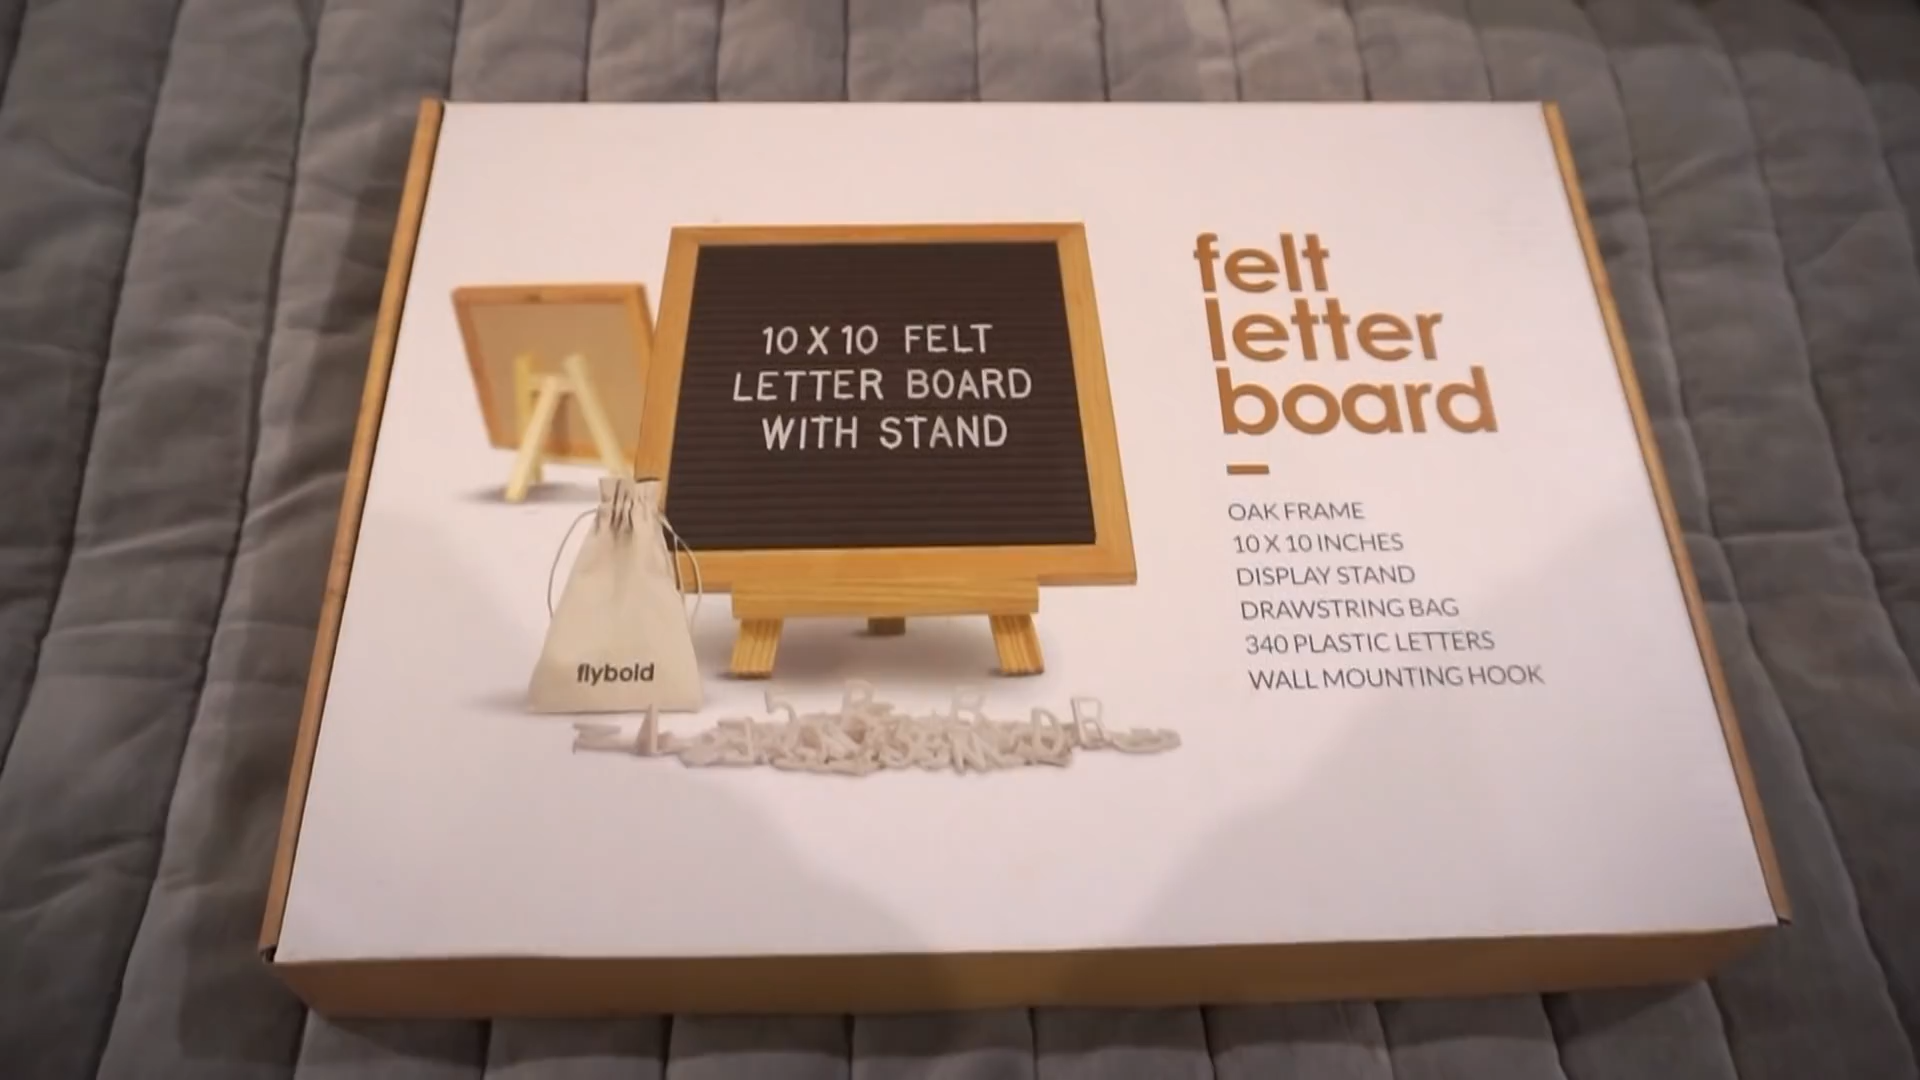 10 X 10 FELT
LETTER BOARD
WITH STAND
flybold
felt
letter
board
OAK FRAME
10 X 10 INCHES
DISPLAY STAND
DRAWSTRING BAG
340 PLASTIC LETTERS
WALL MOUNTING HOOK